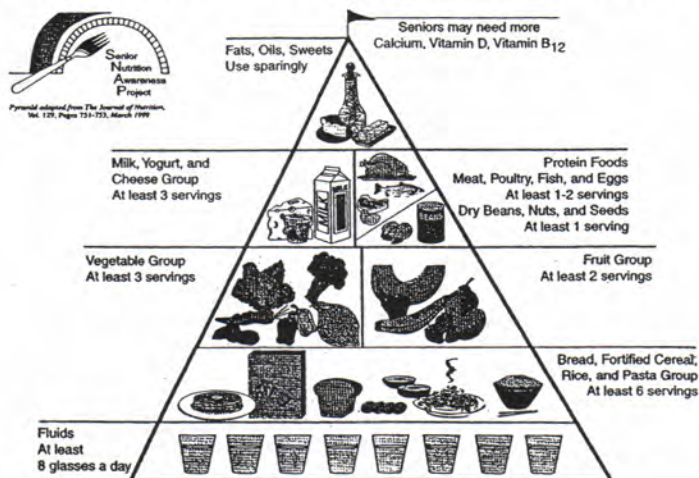 Senior
Nutrition
Awareness
Project
Pyramid adapted from The Journal of Nutrition,
Vol. 129, Pages 751-753, March 1999
Seniors may need more
Calcium, Vitamin D, Vitamin B12
Fats, Oils, Sweets
Use sparingly
Milk, Yogurt, and
Cheese Group
At least 3 servings
Protein Foods
Meat, Poultry, Fish, and Eggs
At least 1-2 servings
Dry Beans, Nuts, and Seeds
At least 1 serving
MILK
BEANS
Vegetable Group
At least 3 servings
Fruit Group
At least 2 servings
Bread, Fortified Cereal,
Rice, and Pasta Group
At least 6 servings
Fluids
At least
8 glasses a day